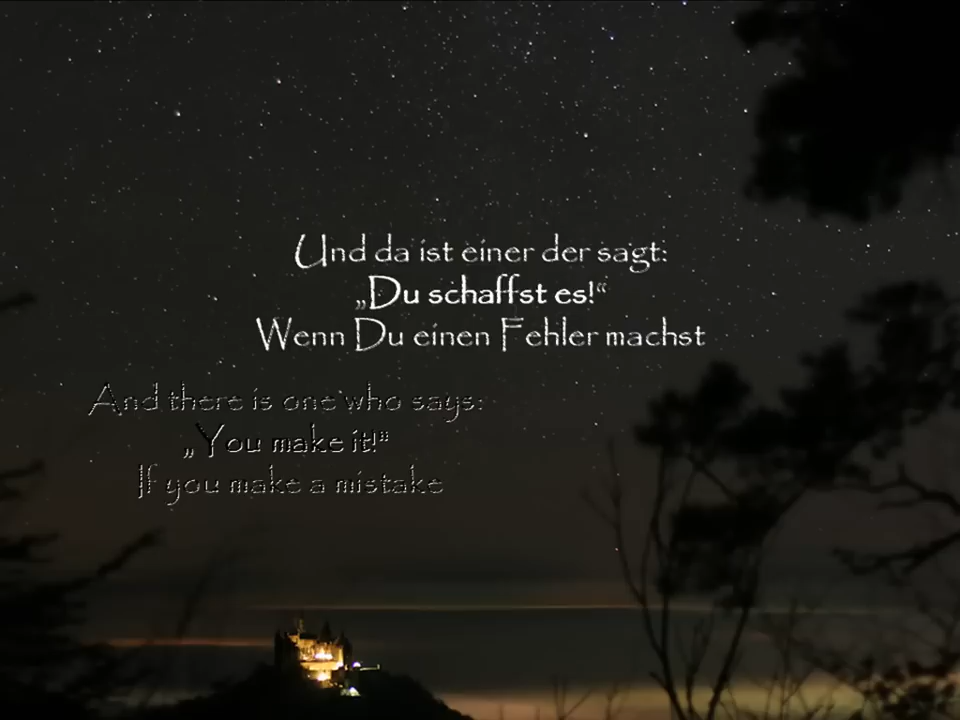 Und da ist einer der sagt:
„Du schaffst es!“
Wenn Du einen Fehler machst
And there is one who says:
„You make it!“
If you make a mistake